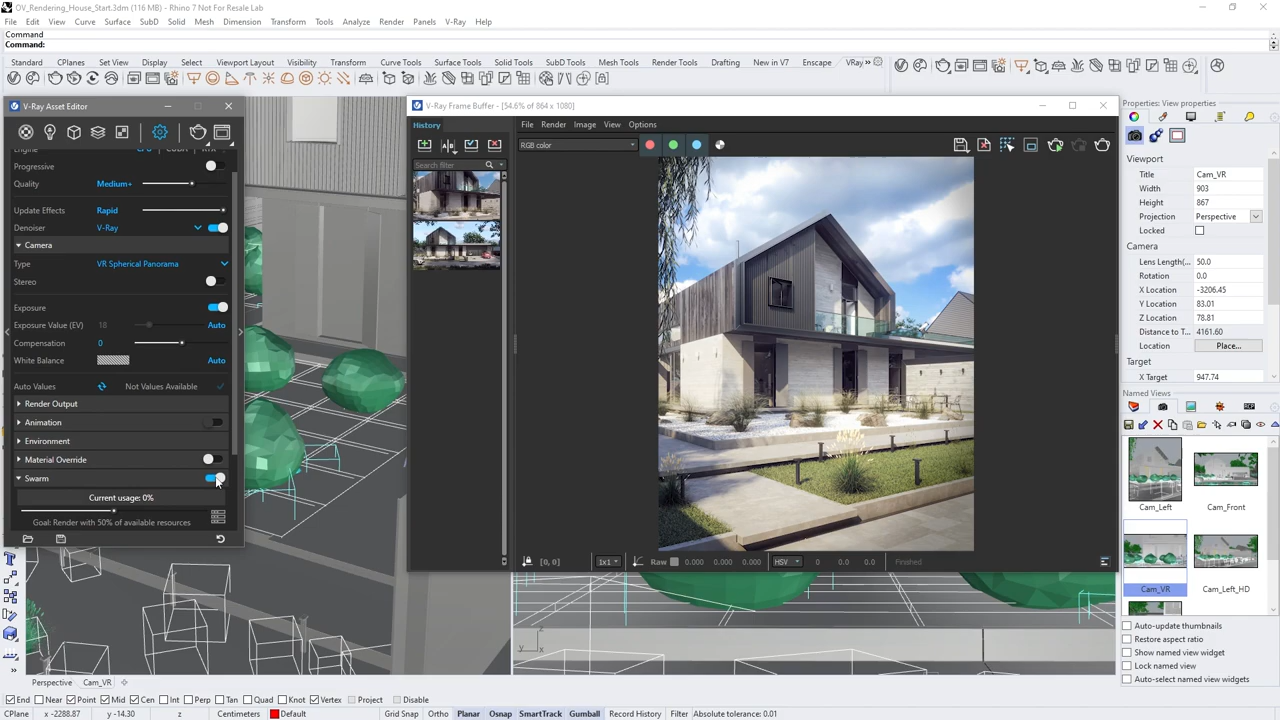 OV_Rendering_House_Start.3dm (116 MB) - Rhino 7 Not For Resale Lab
File Edit View Curve Surface SubD Solid Mesh Dimension Transform Tools Analyze Render Panels V-Ray Help
Command
Command:
Standard CPlanes Set View Display Select Viewport Layout Visibility Transform Curve Tools Surface Tools Solid Tools SubD Tools Mesh Tools Render Tools Drafting New in V7 Enscape VRay »
V-Ray Asset Editor
Progressive
Quality Medium+
Update Effects Rapid
Denoiser V-Ray
Camera
Type VR Spherical Panorama
Stereo
Exposure
Exposure Value (EV) 18 Auto
Compensation 0
White Balance Auto
Auto Values Not Values Available
Render Output
Animation
Environment
Material Override
Swarm
Current usage: 0%
Goal: Render with 50% of available resources
V-Ray Frame Buffer - [54.6% of 864 x 1080]
History
File Render Image View Options
RGB color
Search filter
[0, 0] 1x1 Raw 0.000 0.000 0.000 HSV 0 0.0 0.0 Finished
Properties: View properties
Viewport
Title Cam_VR
Width 903
Height 867
Projection Perspective
Locked
Camera
Lens Length(... 50.0
Rotation 0.0
X Location -3206.45
Y Location 83.01
Z Location 78.81
Distance to T... 4161.60
Location Place...
Target
X Target 947.74
Named Views
Cam_Left Cam_Front
Cam_VR Cam_Left_HD
Auto-update thumbnails
Restore aspect ratio
Show named view widget
Lock named view
Auto-select named view widgets
z
y x
Perspective Cam_VR
End Near Point Mid Cen Int Perp Tan Quad Knot Vertex Project Disable
CPlane x -2288.87 y -14.30 z Centimeters Default Grid Snap Ortho Planar Osnap SmartTrack Gumball Record History Filter Absolute tolerance: 0.01